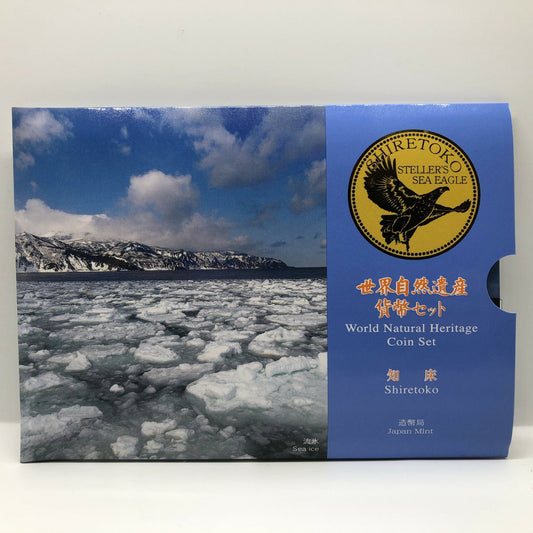 SHIRETOKO
STELLER'S
SEA EAGLE
世界自然遺産
貨幣セット
World Natural Heritage
Coin Set
知床
Shiretoko
造幣局
Japan Mint
流氷
Sea ice